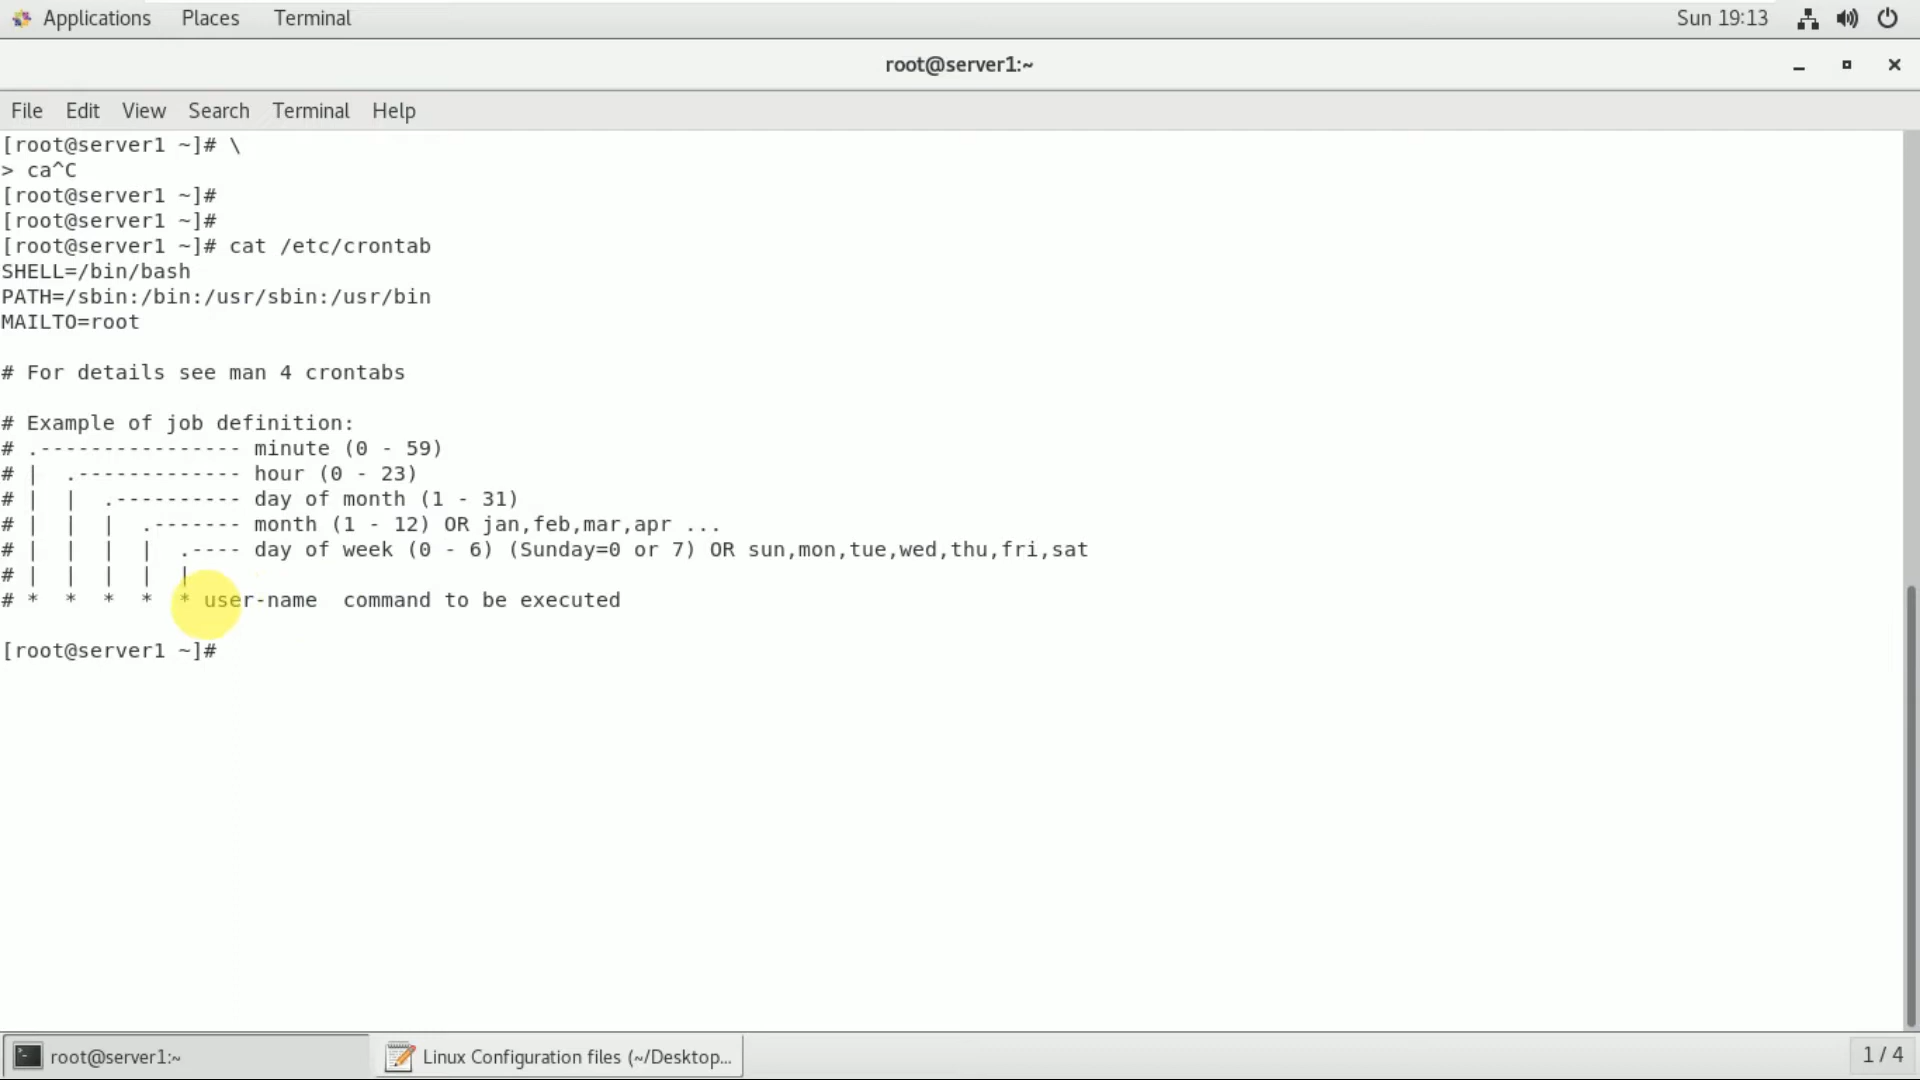 Applications Places Terminal Sun 19:13
root@server1:~
File Edit View Search Terminal Help
[root@server1 ~]# \
> ca^C
[root@server1 ~]#
[root@server1 ~]#
[root@server1 ~]# cat /etc/crontab
SHELL=/bin/bash
PATH=/sbin:/bin:/usr/sbin:/usr/bin
MAILTO=root
# For details see man 4 crontabs
# Example of job definition:
# .---------------- minute (0 - 59)
# |  .------------- hour (0 - 23)
# |  |  .---------- day of month (1 - 31)
# |  |  |  .------- month (1 - 12) OR jan,feb,mar,apr ...
# |  |  |  |  .---- day of week (0 - 6) (Sunday=0 or 7) OR sun,mon,tue,wed,thu,fri,sat
# |  |  |  |  |
# *  *  *  *  * user-name  command to be executed
[root@server1 ~]#
root@server1:~ Linux Configuration files (~/Desktop... 1 / 4